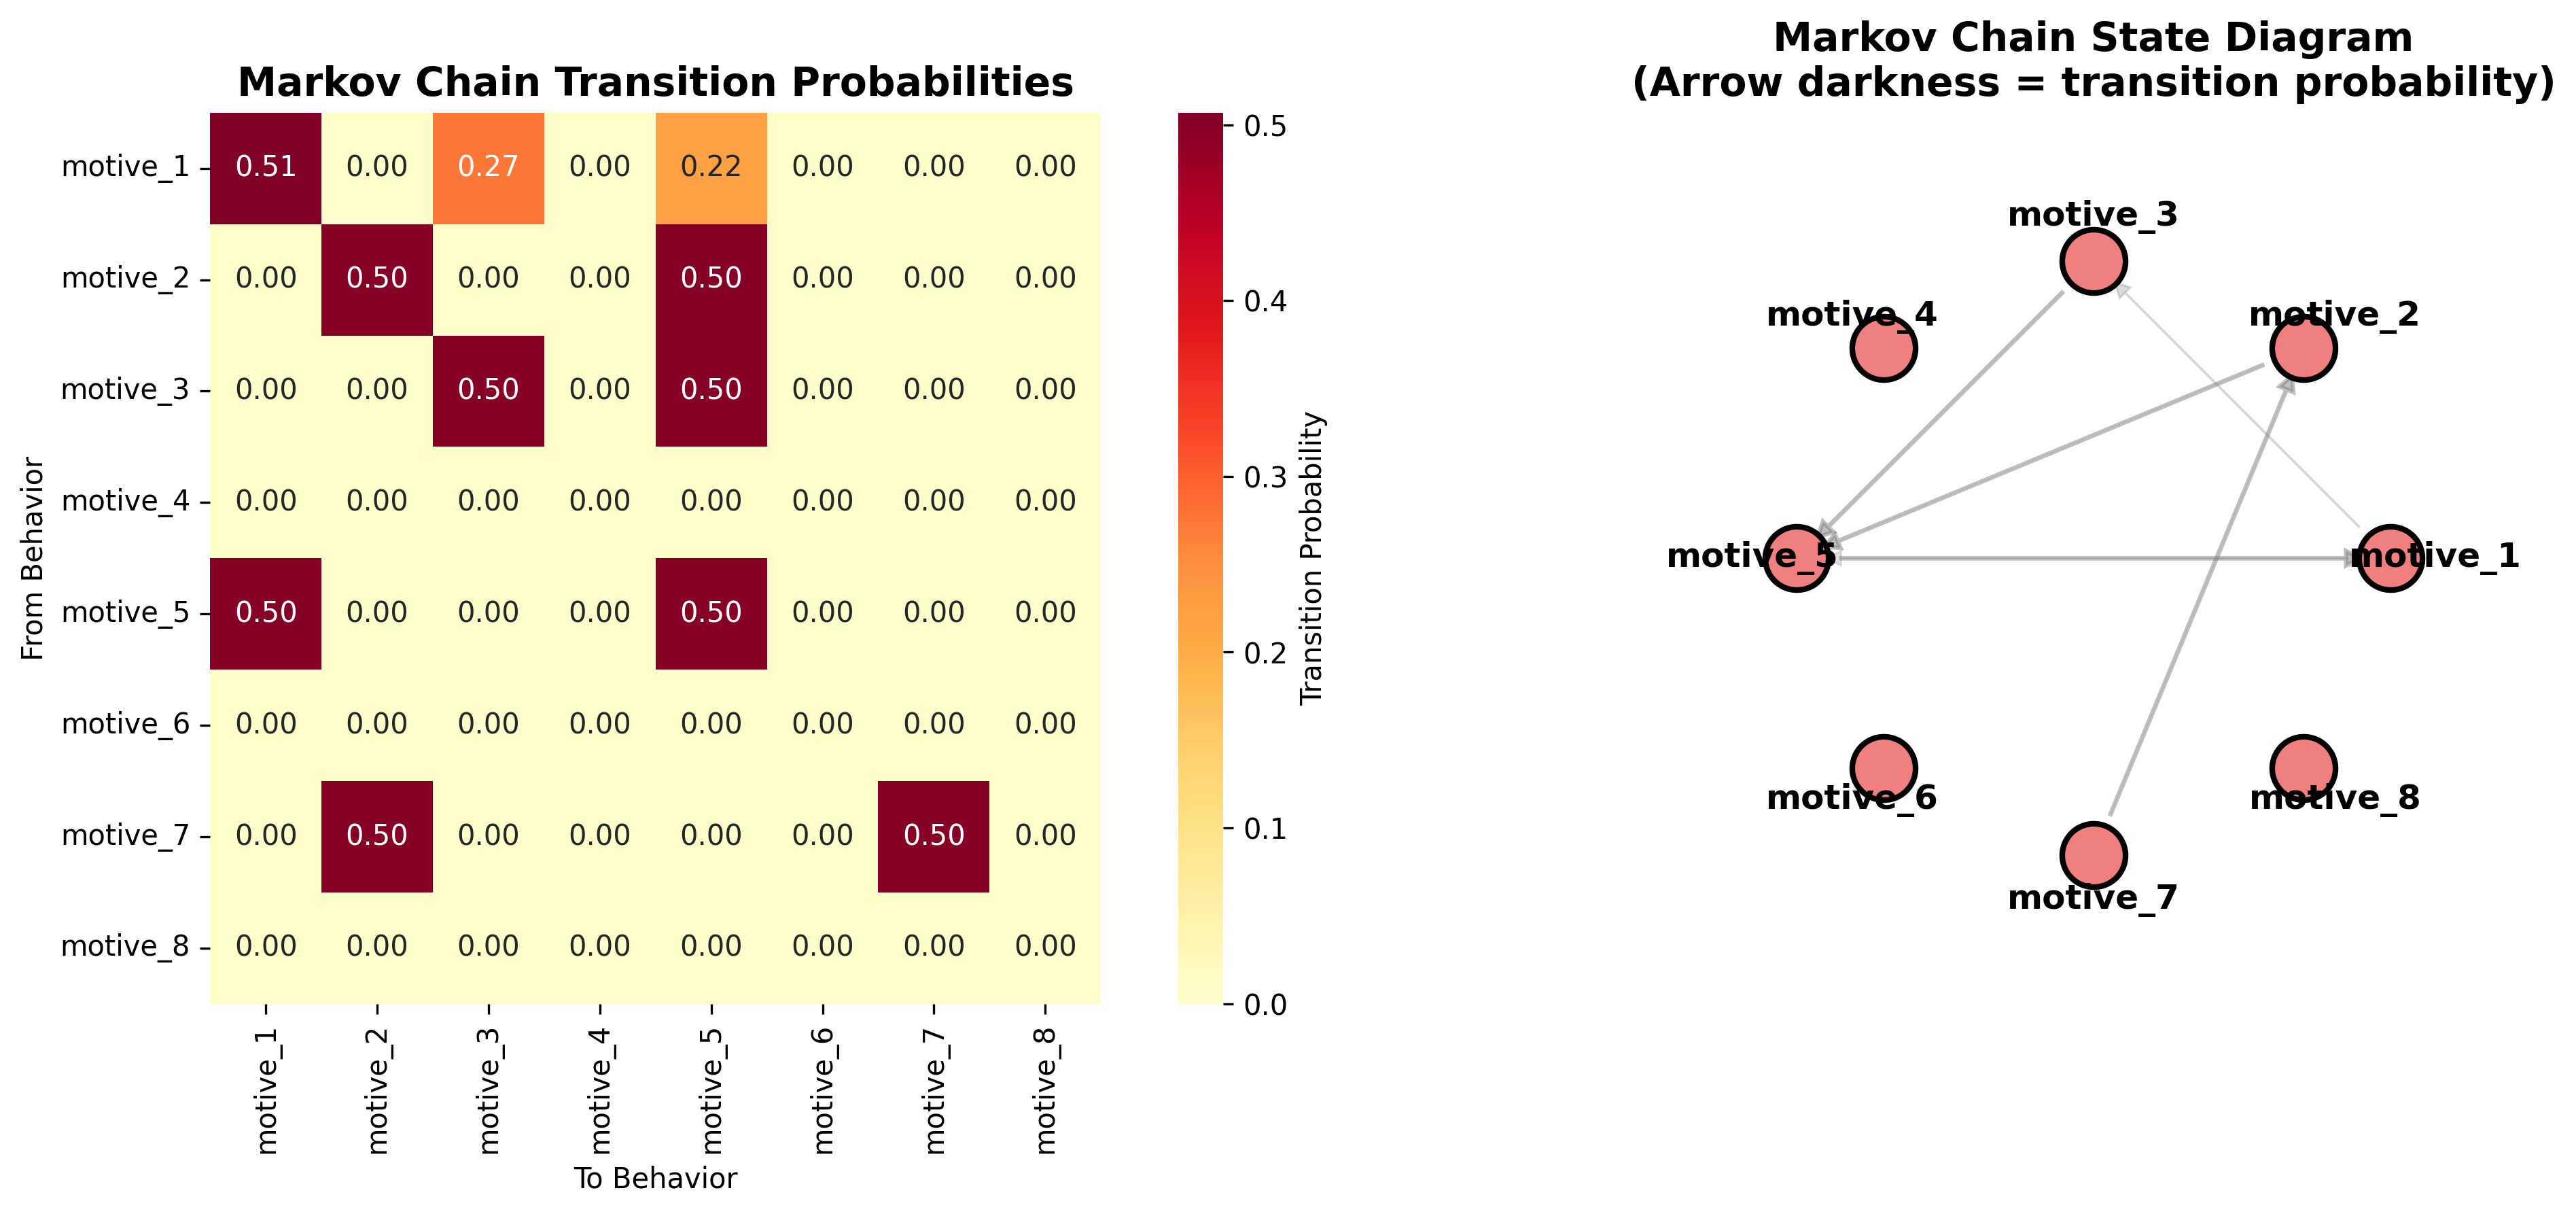 Markov Chain Transition Probabilities
From Behavior
motive_1 0.51 0.00 0.27 0.00 0.22 0.00 0.00 0.00
motive_2 0.00 0.50 0.00 0.00 0.50 0.00 0.00 0.00
motive_3 0.00 0.00 0.50 0.00 0.50 0.00 0.00 0.00
motive_4 0.00 0.00 0.00 0.00 0.00 0.00 0.00 0.00
motive_5 0.50 0.00 0.00 0.00 0.50 0.00 0.00 0.00
motive_6 0.00 0.00 0.00 0.00 0.00 0.00 0.00 0.00
motive_7 0.00 0.50 0.00 0.00 0.00 0.00 0.50 0.00
motive_8 0.00 0.00 0.00 0.00 0.00 0.00 0.00 0.00
motive_1
motive_2
motive_3
motive_4
motive_5
motive_6
motive_7
motive_8
To Behavior
0.5
0.4
0.3
0.2
0.1
0.0
Transition Probability
Markov Chain State Diagram
(Arrow darkness = transition probability)
motive_3
motive_4
motive_2
motive_5
motive_1
motive_6
motive_8
motive_7